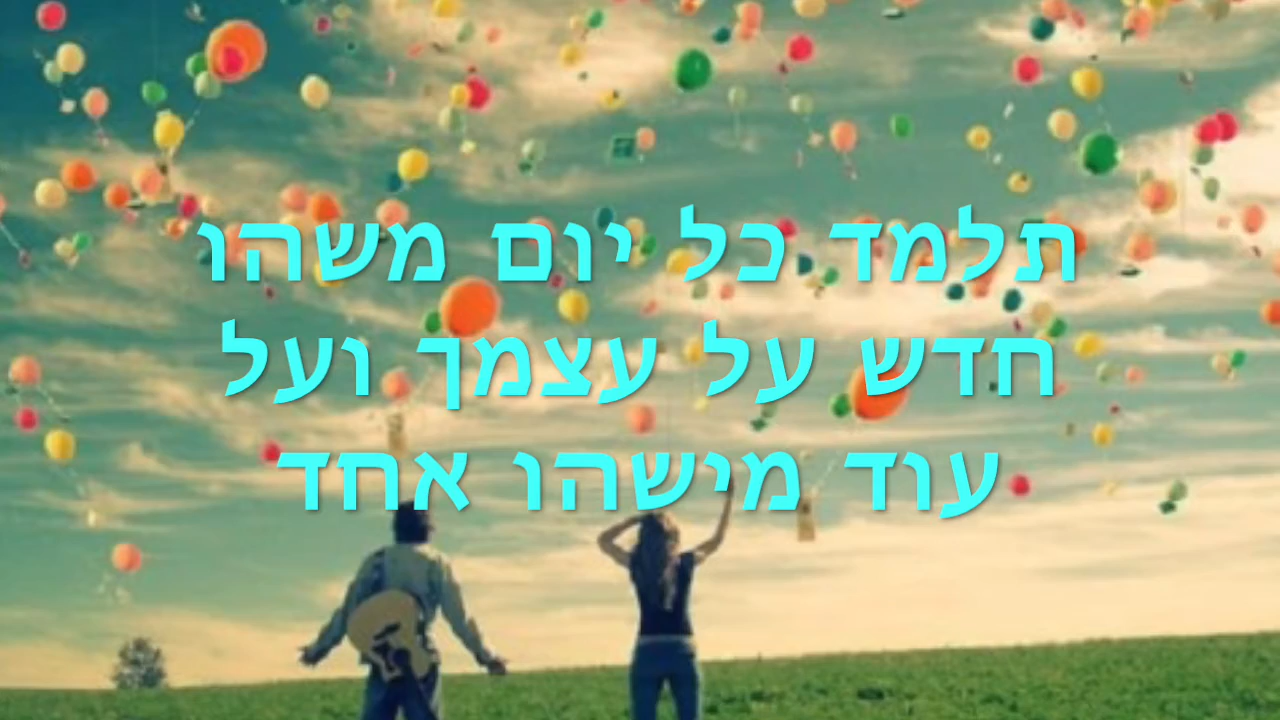 תלמד כל יום משהו
חדש על עצמך ועל
עוד מישהו אחד